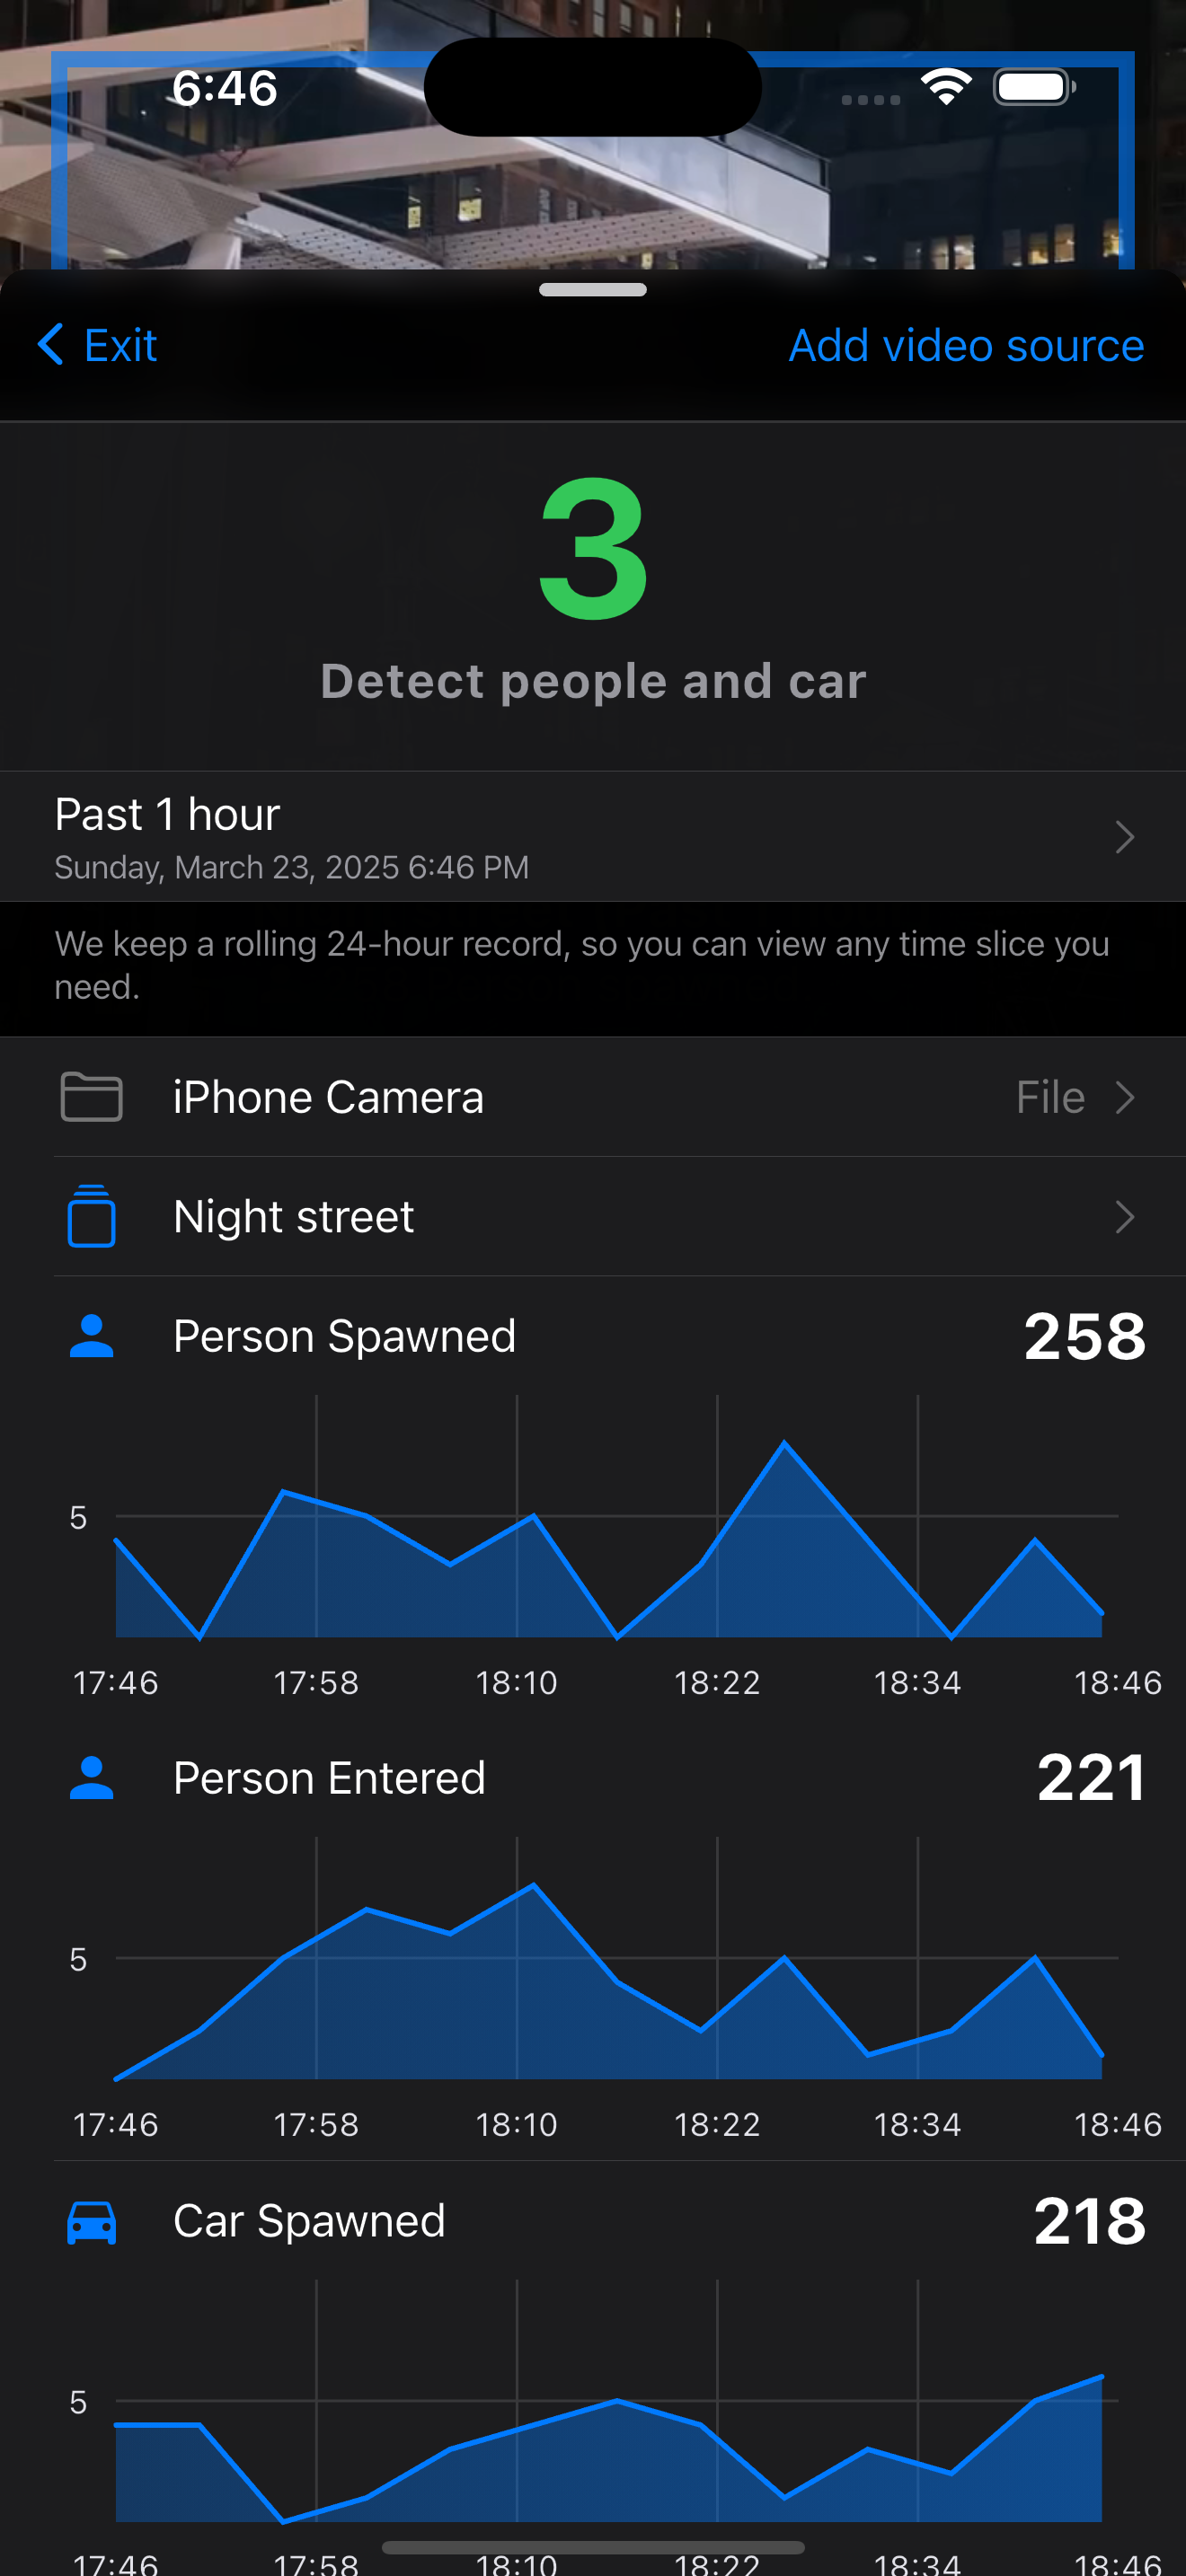 6:46
Exit
Add video source
3
Detect people and car
Past 1 hour
Sunday, March 23, 2025 6:46 PM
We keep a rolling 24-hour record, so you can view any time slice you
need.
iPhone Camera
File
Night street
Person Spawned
258
5
17:46 17:58 18:10 18:22 18:34 18:46
Person Entered
221
5
17:46 17:58 18:10 18:22 18:34 18:46
Car Spawned
218
5
17:46 17:58 18:10 18:22 18:34 18:46